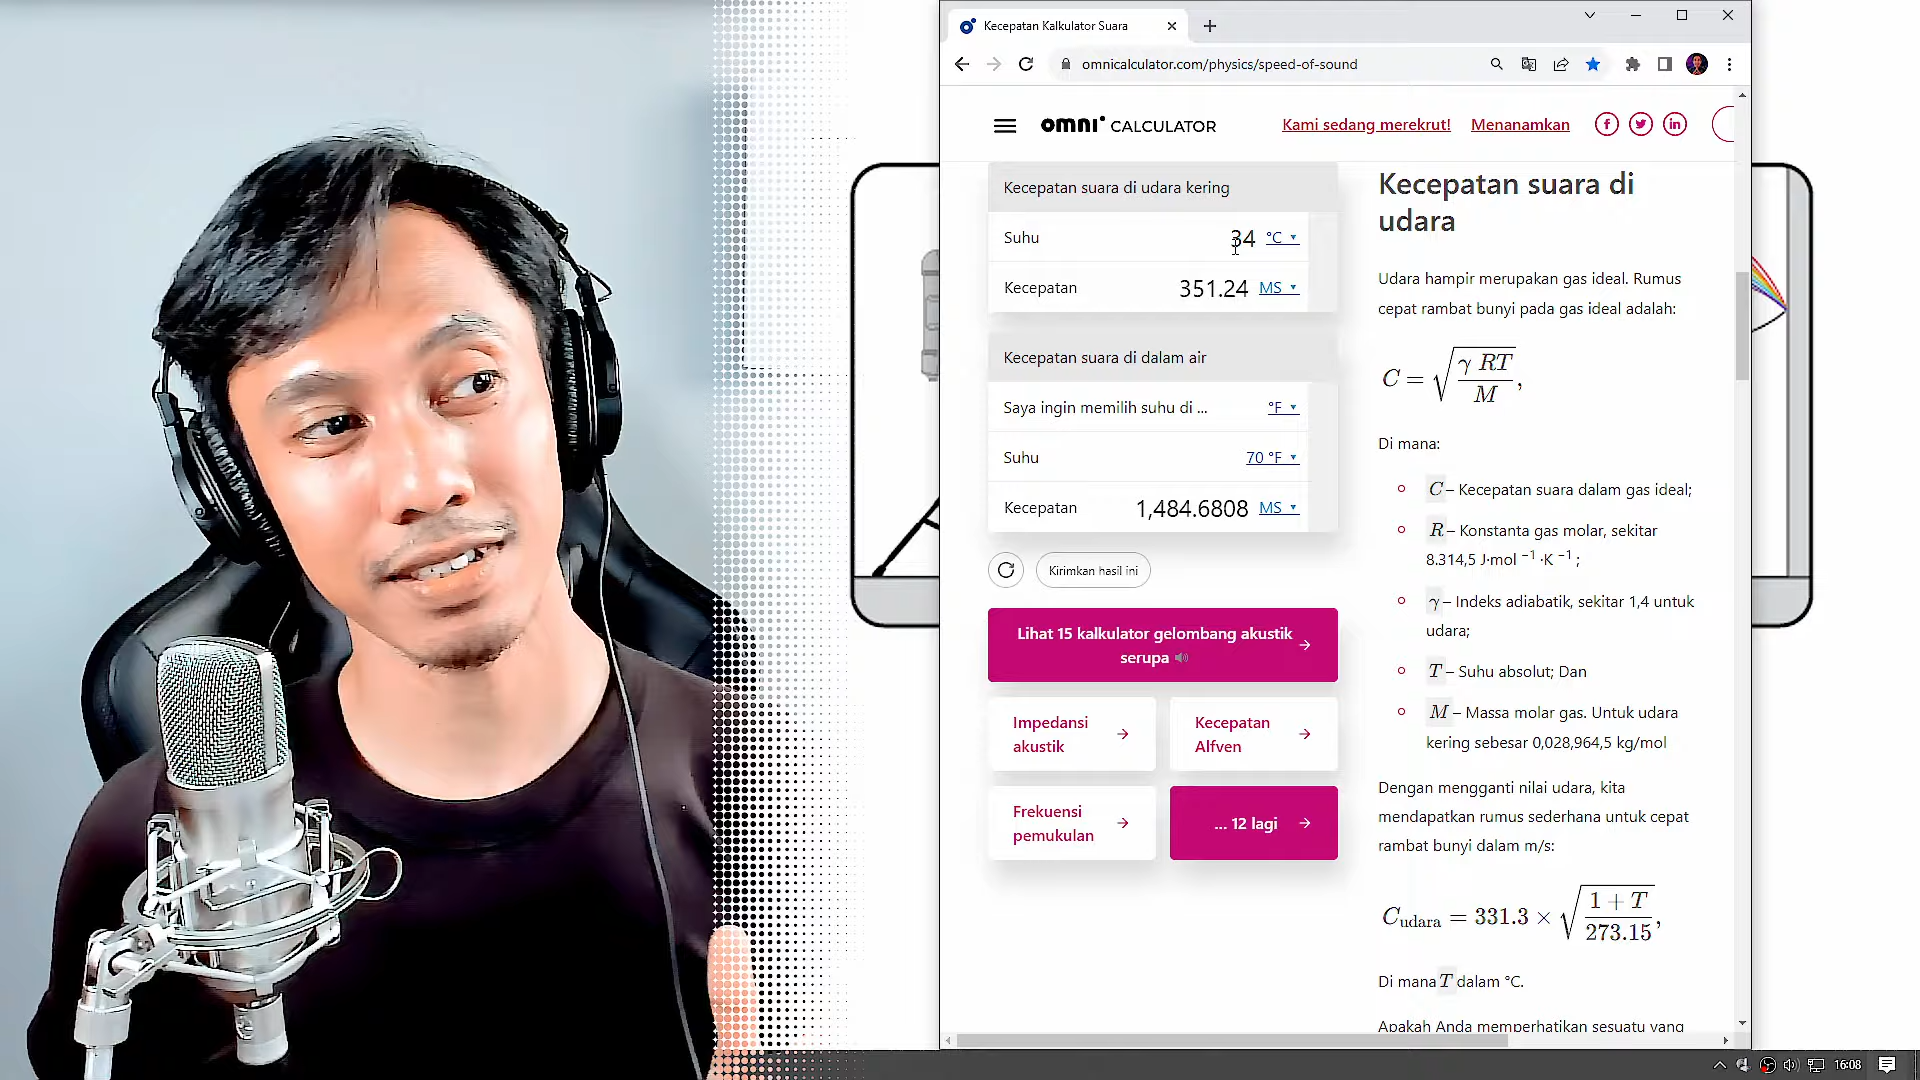 Kecepatan Kalkulator Suara
omnicalculator.com/physics/speed-of-sound
omni CALCULATOR
Kami sedang merekrut!
Menanamkan
Kecepatan suara di udara kering
Suhu 34 °C
Kecepatan 351.24 MS
Kecepatan suara di dalam air
Saya ingin memilih suhu di ... °F
Suhu 70 °F
Kecepatan 1,484.6808 MS
Kirimkan hasil ini
Lihat 15 kalkulator gelombang akustik
serupa
Impedansi
akustik
Kecepatan
Alfven
Frekuensi
pemukulan
... 12 lagi
Kecepatan suara di
udara
Udara hampir merupakan gas ideal. Rumus
cepat rambat bunyi pada gas ideal adalah:
C = √(γ RT / M),
Di mana:
C – Kecepatan suara dalam gas ideal;
R – Konstanta gas molar, sekitar
8.314,5 J·mol ⁻¹ ·K ⁻¹ ;
γ – Indeks adiabatik, sekitar 1,4 untuk
udara;
T – Suhu absolut; Dan
M – Massa molar gas. Untuk udara
kering sebesar 0,028,964,5 kg/mol
Dengan mengganti nilai udara, kita
mendapatkan rumus sederhana untuk cepat
rambat bunyi dalam m/s:
C udara = 331.3 × √(1 + T / 273.15),
Di mana T dalam °C.
Apakah Anda memperhatikan sesuatu yang
16:08